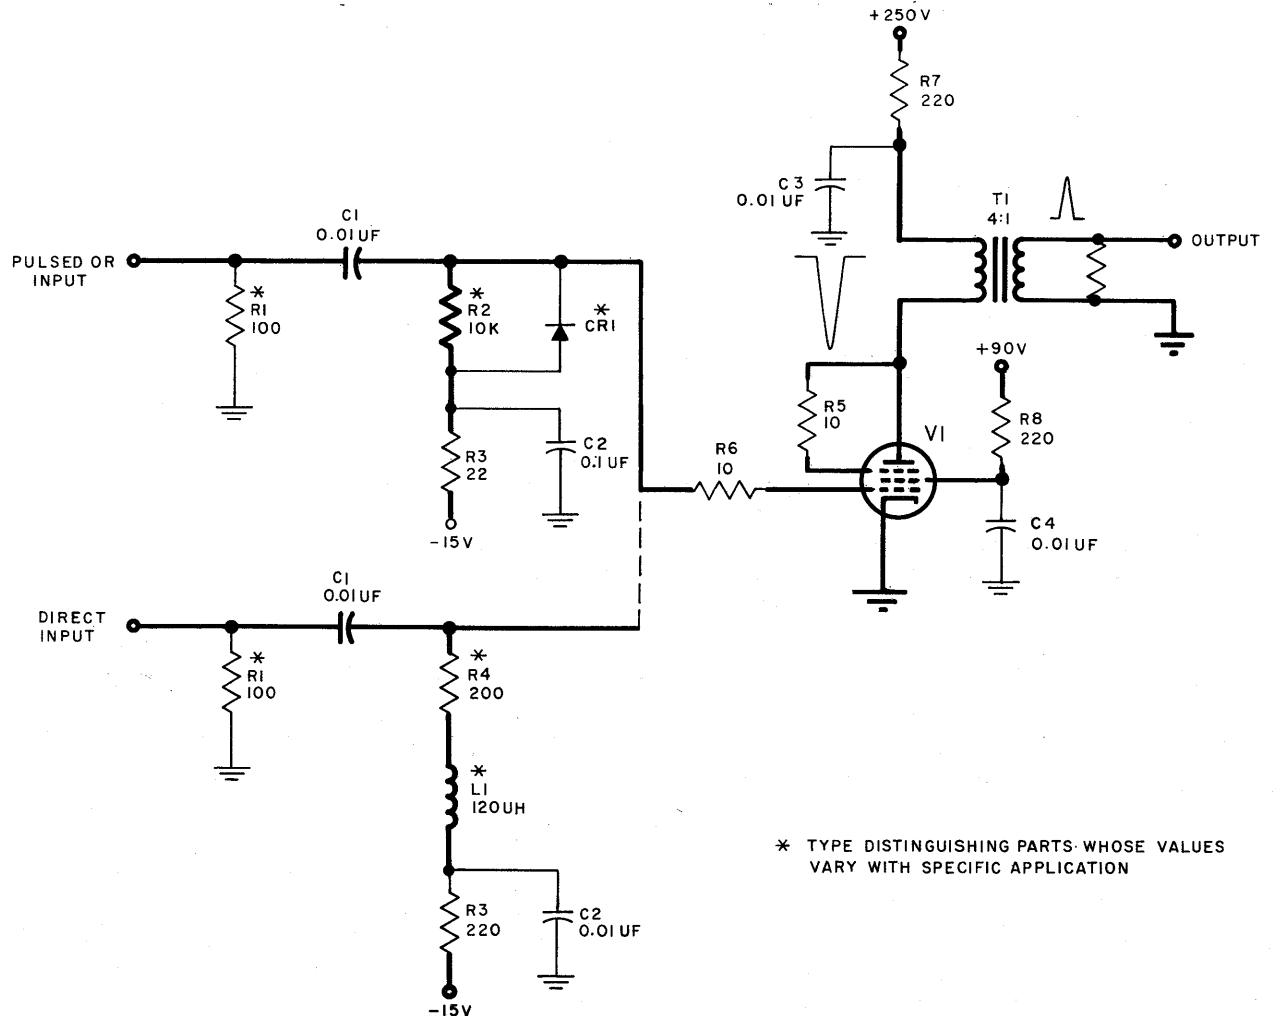 +250V
R7
220
C3
0.01 UF
T1
4:1
OUTPUT
C1
0.01UF
PULSED OR
INPUT
*
R1
100
*
R2
10K
*
CR1
+90V
R5
10
V1
R8
220
R3
22
C2
0.1 UF
R6
10
-15V
C4
0.01UF
C1
0.01UF
DIRECT
INPUT
*
R1
100
*
R4
200
*
L1
120UH
* TYPE DISTINGUISHING PARTS WHOSE VALUES
VARY WITH SPECIFIC APPLICATION
R3
220
C2
0.01UF
-15V